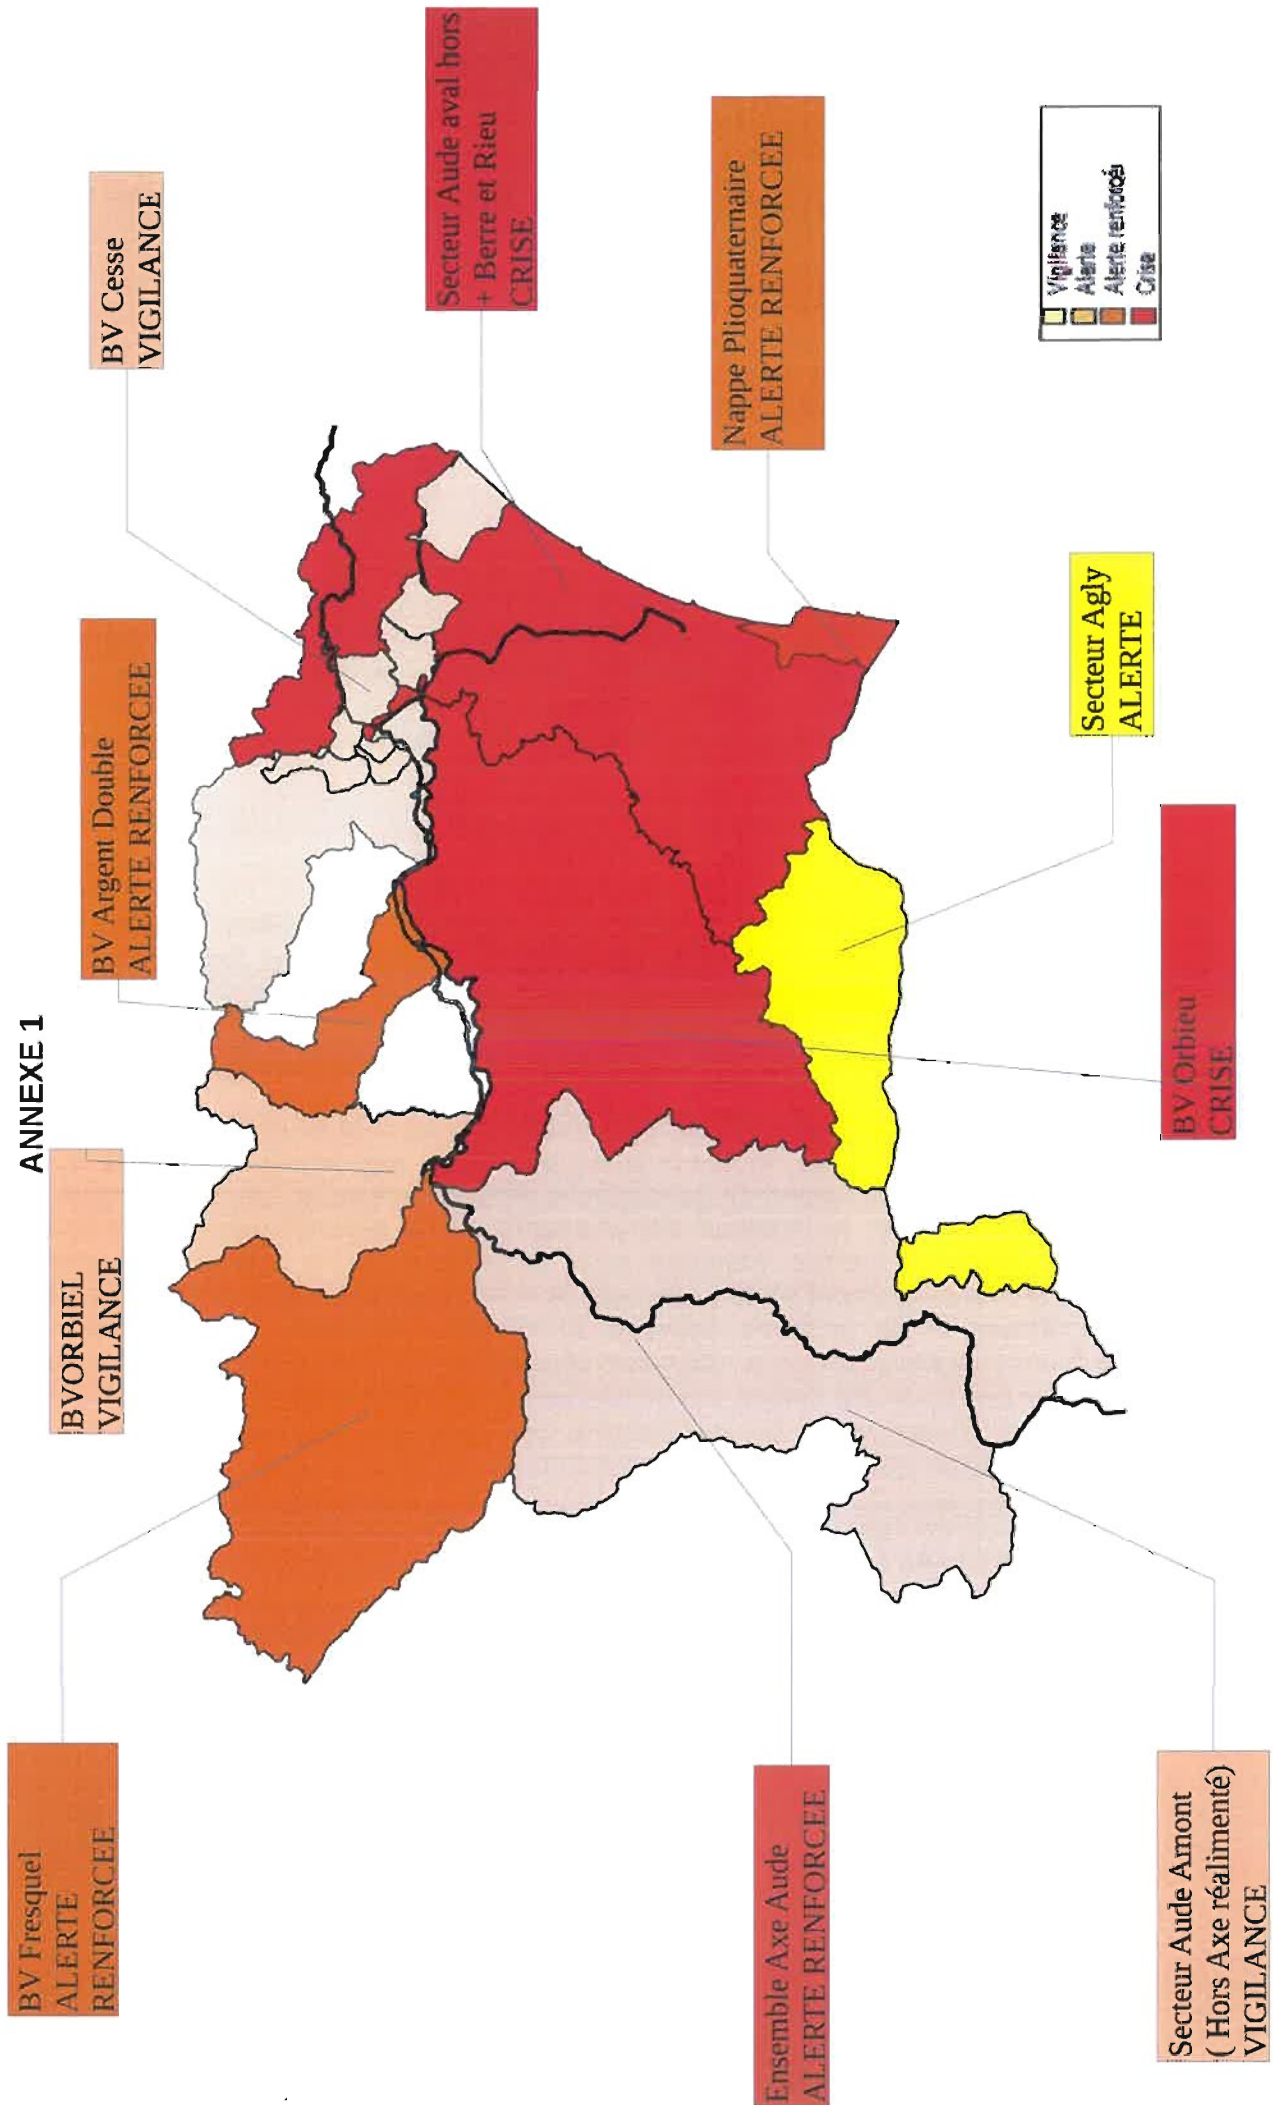 ANNEXE 1
BV Fresquel
ALERTE
RENFORCEE
BVORBIEL
VIGILANCE
BV Argent Double
ALERTE RENFORCEE
BV Cesse
VIGILANCE
Secteur Aude aval hors
+ Berre et Rieu
CRISE
Nappe Plioquaternaire
ALERTE RENFORCEE
Secteur Agly
ALERTE
BV Orbieu
CRISE
Ensemble Axe Aude
ALERTE RENFORCEE
Secteur Aude Amont
( Hors Axe réalimenté)
VIGILANCE
Vigilance
Alerte
Alerte renforcée
Crise